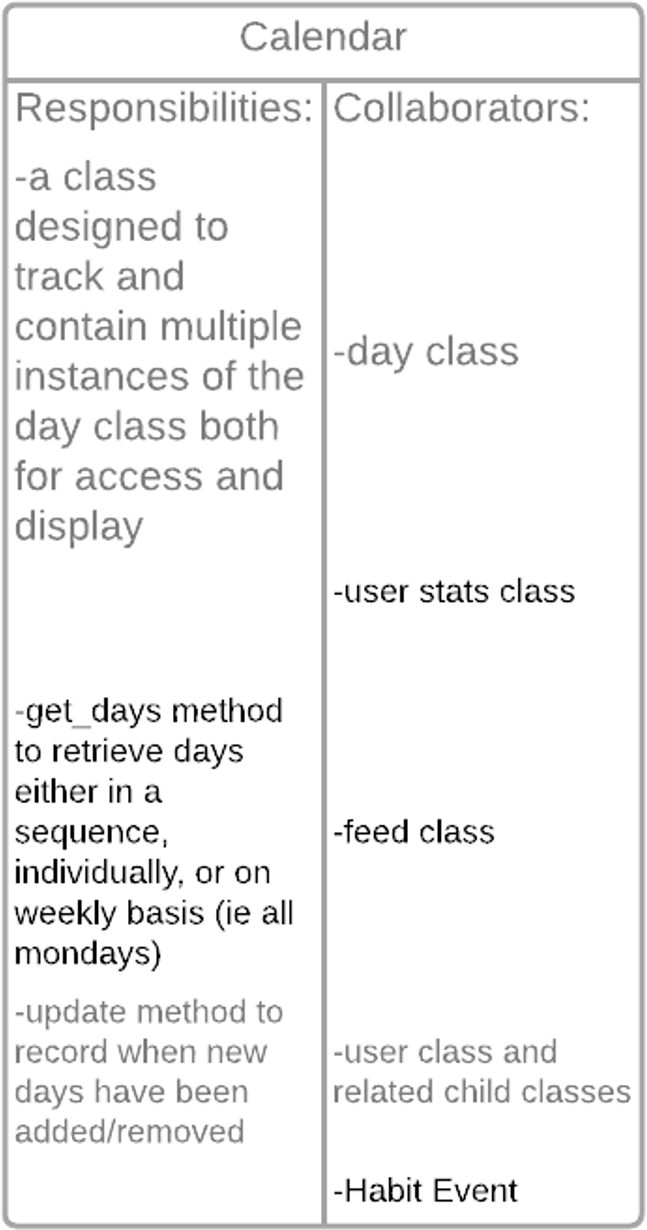 Calendar
Responsibilities:
-a class
designed to
track and
contain multiple
instances of the
day class both
for access and
display
-get_days method
to retrieve days
either in a
sequence,
individually, or on
weekly basis (ie all
mondays)
-update method to
record when new
days have been
added/removed
Collaborators:
-day class
-user stats class
-feed class
-user class and
related child classes
-Habit Event